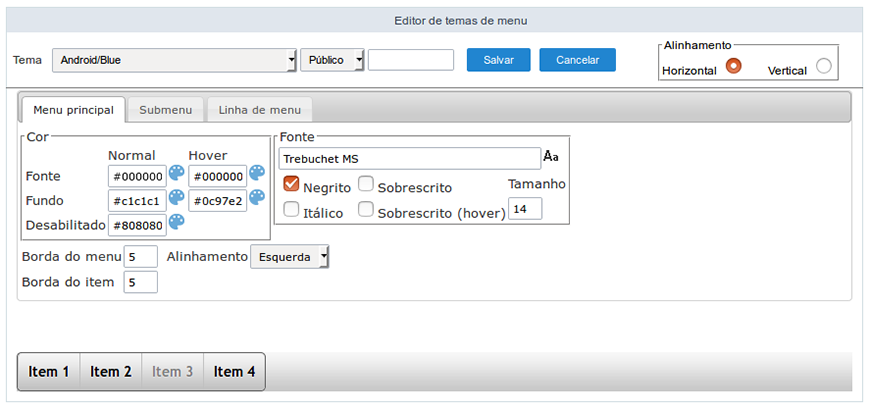 Editor de temas de menu
Tema Android/Blue Público Salvar Cancelar
Alinhamento
Horizontal Vertical
Menu principal Submenu Linha de menu
Cor
Normal Hover
Fonte #000000 #000000
Fundo #c1c1c1 #0c97e2
Desabilitado #808080
Fonte
Trebuchet MS Aa
Negrito Sobrescrito Tamanho
Itálico Sobrescrito (hover) 14
Borda do menu 5 Alinhamento Esquerda
Borda do item 5
Item 1 Item 2 Item 3 Item 4